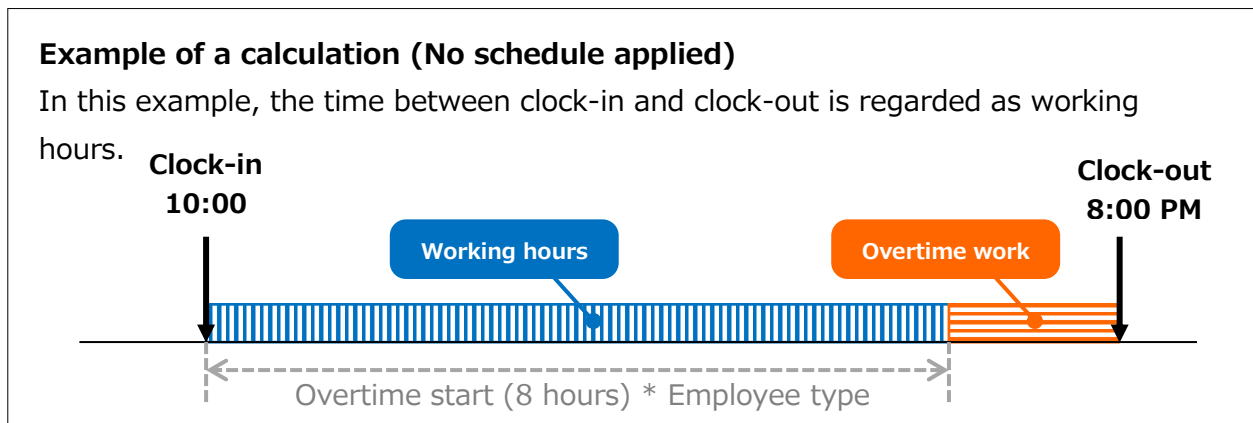 Example of a calculation (No schedule applied)
In this example, the time between clock-in and clock-out is regarded as working
hours.
Clock-in
10:00
Clock-out
8:00 PM
Working hours
Overtime work
Overtime start (8 hours) * Employee type